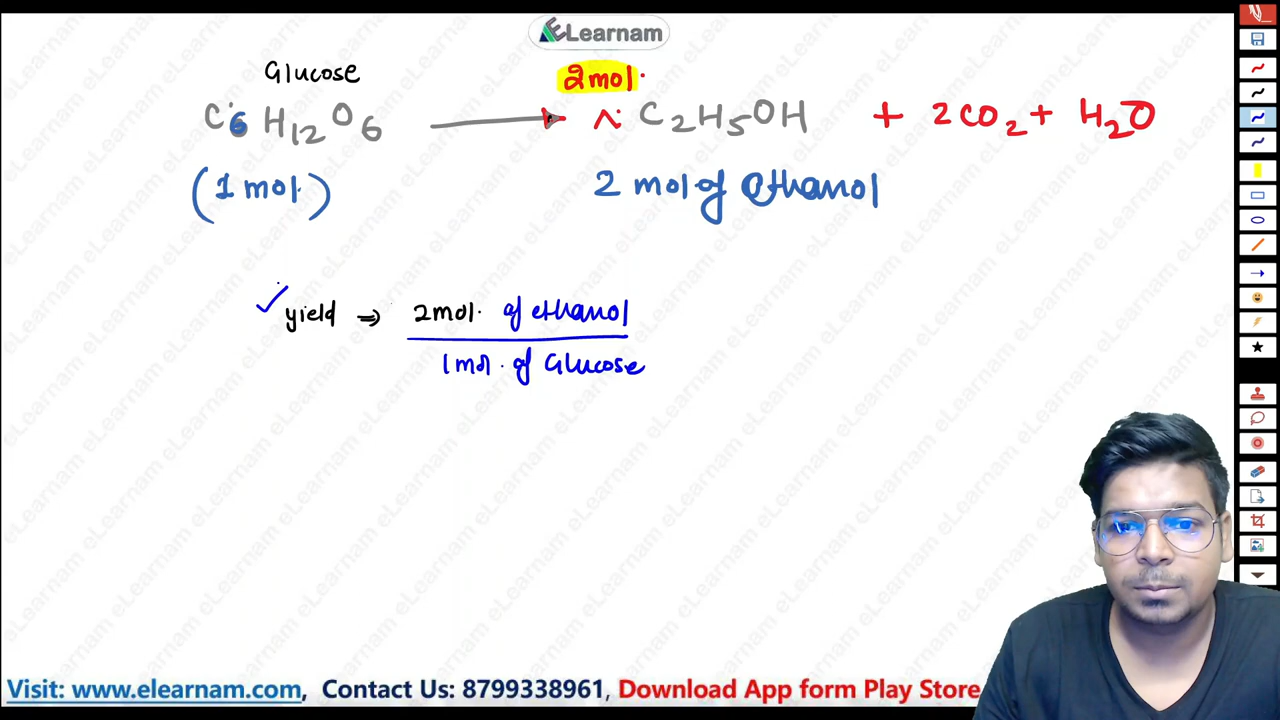 ELearnam
Glucose
2mol.
C6H12O6 → C2H5OH + 2CO2 + H2O
(1 mol.)
2 mol of ethanol
yield ⇒ 2mol. of ethanol
1mol. of Glucose
Visit: www.elearnam.com, Contact Us: 8799338961, Download App form Play Store